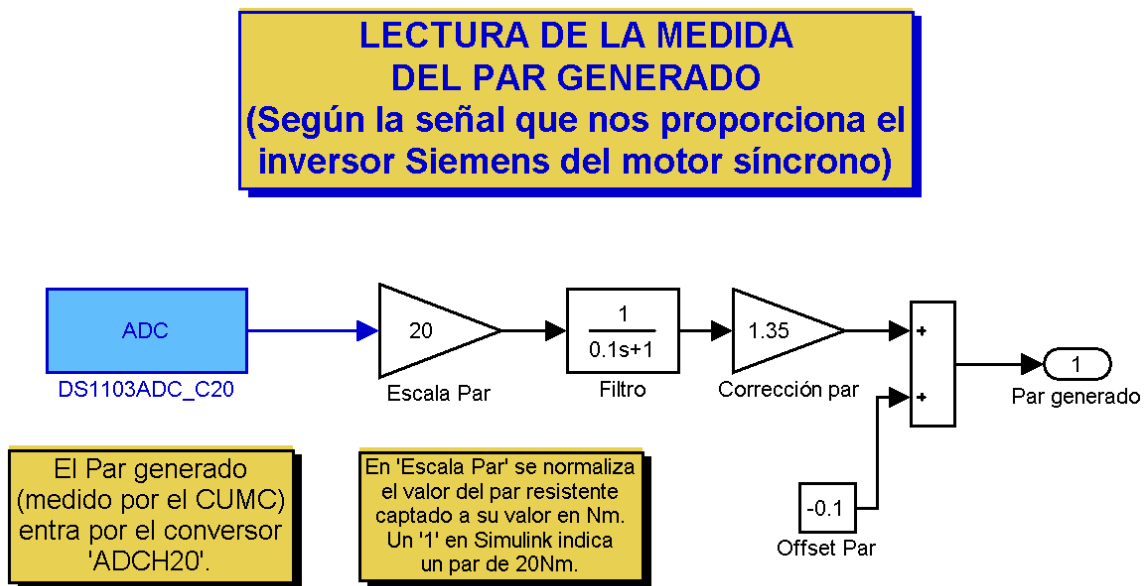 LECTURA DE LA MEDIDA
DEL PAR GENERADO
(Según la señal que nos proporciona el
inversor Siemens del motor síncrono)
ADC
DS1103ADC_C20
20
Escala Par
1
0.1s+1
Filtro
1.35
Corrección par
+
+
1
Par generado
-0.1
Offset Par
El Par generado
(medido por el CUMC)
entra por el conversor
'ADCH20'.
En 'Escala Par' se normaliza
el valor del par resistente
captado a su valor en Nm.
Un '1' en Simulink indica
un par de 20Nm.